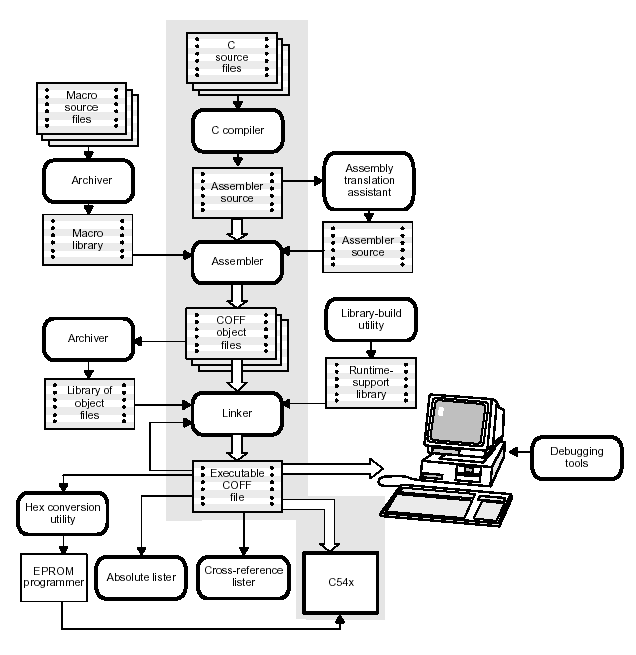 C
source
files
Macro
source
files
C compiler
Archiver
Assembler
source
Assembly
translation
assistant
Macro
library
Assembler
Assembler
source
COFF
object
files
Library-build
utility
Archiver
Runtime-
support
library
Library of
object
files
Linker
Debugging
tools
Executable
COFF
file
Hex conversion
utility
EPROM
programmer
Absolute lister
Cross-reference
lister
C54x